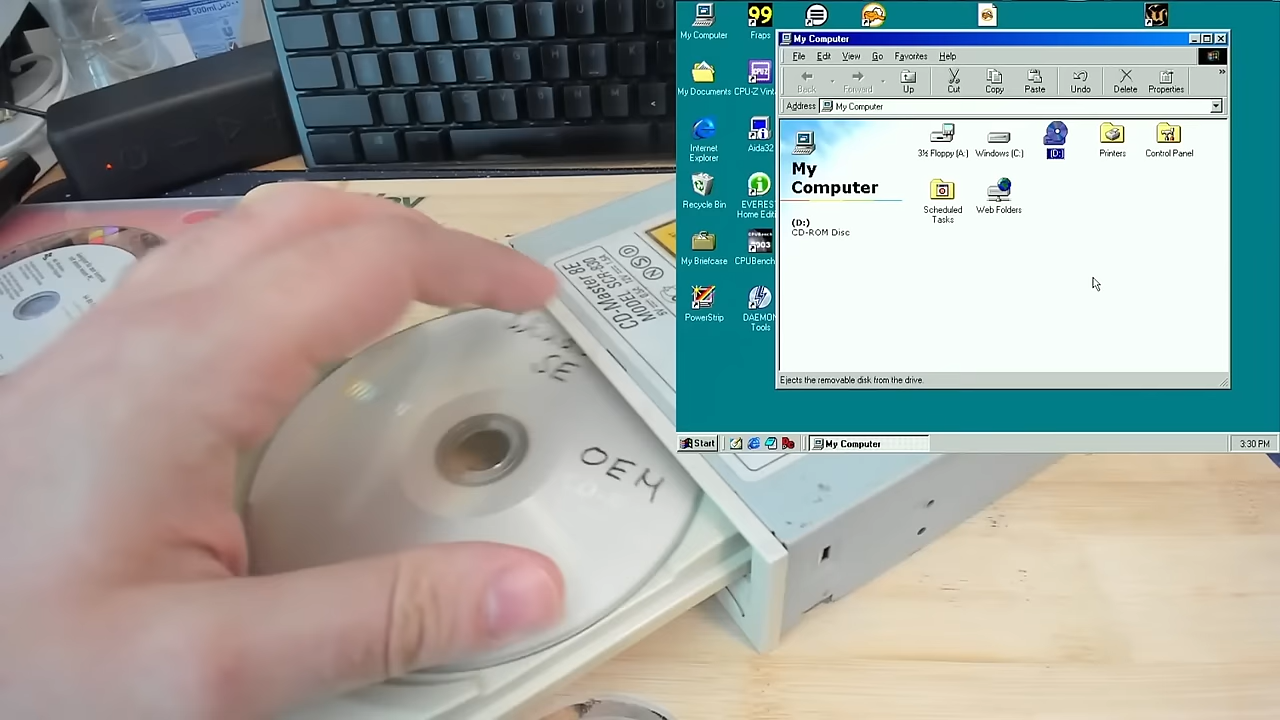 SE
OEM
CD-Master 8E
MODEL SCR-830
My Computer
Fraps
My Documents
CPU-Z Vint
Internet
Explorer
Aida32
Recycle Bin
EVERES
Home Edit
My Briefcase
CPUBench
PowerStrip
DAEMON
Tools
My Computer
File Edit View Go Favorites Help
Back Forward Up Cut Copy Paste Undo Delete Properties
Address My Computer
My
Computer
(D:)
CD-ROM Disc
3½ Floppy (A:) Windows (C:) (D:) Printers Control Panel
Scheduled
Tasks
Web Folders
Ejects the removable disk from the drive.
Start My Computer 3:30 PM